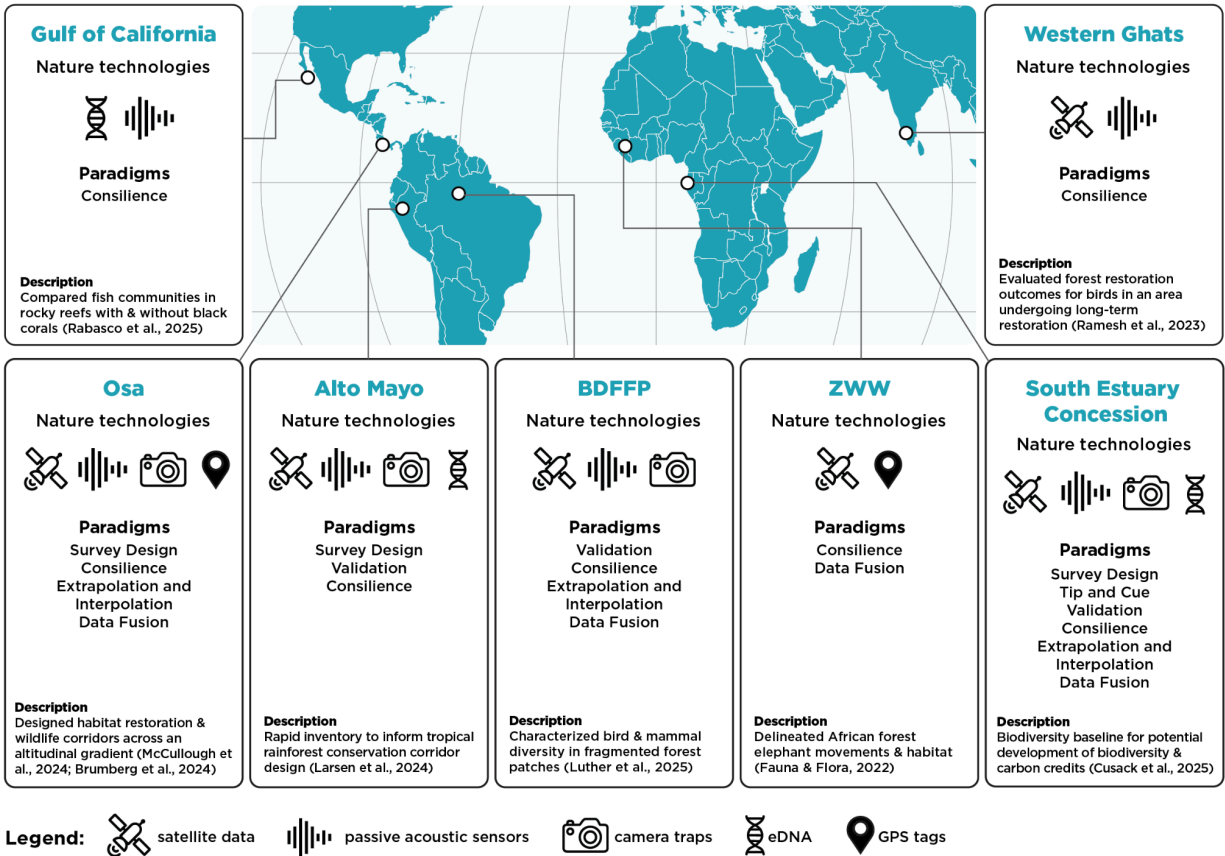 Gulf of California
Nature technologies
Paradigms
Consilience
Description
Compared fish communities in
rocky reefs with & without black
corals (Rabasco et al., 2025)
Western Ghats
Nature technologies
Paradigms
Consilience
Description
Evaluated forest restoration
outcomes for birds in an area
undergoing long-term
restoration (Ramesh et al., 2023)
Osa
Nature technologies
Paradigms
Survey Design
Consilience
Extrapolation and
Interpolation
Data Fusion
Description
Designed habitat restoration &
wildlife corridors across an
altitudinal gradient (McCullough et
al., 2024; Brumberg et al., 2024)
Alto Mayo
Nature technologies
Paradigms
Survey Design
Validation
Consilience
Description
Rapid inventory to inform tropical
rainforest conservation corridor
design (Larsen et al., 2024)
BDFFP
Nature technologies
Paradigms
Validation
Consilience
Extrapolation and
Interpolation
Data Fusion
Description
Characterized bird & mammal
diversity in fragmented forest
patches (Luther et al., 2025)
ZWW
Nature technologies
Paradigms
Consilience
Data Fusion
Description
Delineated African forest
elephant movements & habitat
(Fauna & Flora, 2022)
South Estuary
Concession
Nature technologies
Paradigms
Survey Design
Tip and Cue
Validation
Consilience
Extrapolation and
Interpolation
Data Fusion
Description
Biodiversity baseline for potential
development of biodiversity &
carbon credits (Cusack et al., 2025)
Legend: satellite data passive acoustic sensors camera traps eDNA GPS tags